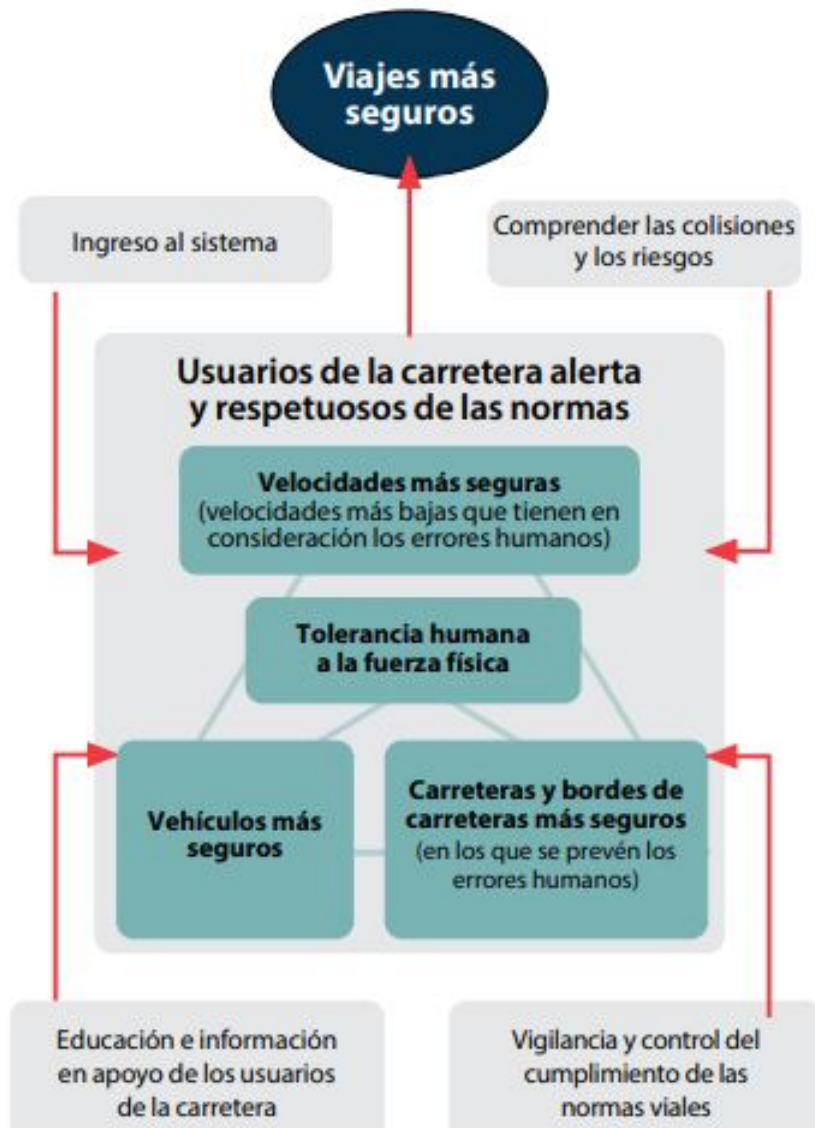 Viajes más
seguros
Ingreso al sistema
Comprender las colisiones
y los riesgos
Usuarios de la carretera alerta
y respetuosos de las normas
Velocidades más seguras
(velocidades más bajas que tienen en
consideración los errores humanos)
Tolerancia humana
a la fuerza física
Vehículos más
seguros
Carreteras y bordes de
carreteras más seguros
(en los que se prevén los
errores humanos)
Educación e información
en apoyo de los usuarios
de la carretera
Vigilancia y control del
cumplimiento de las
normas viales